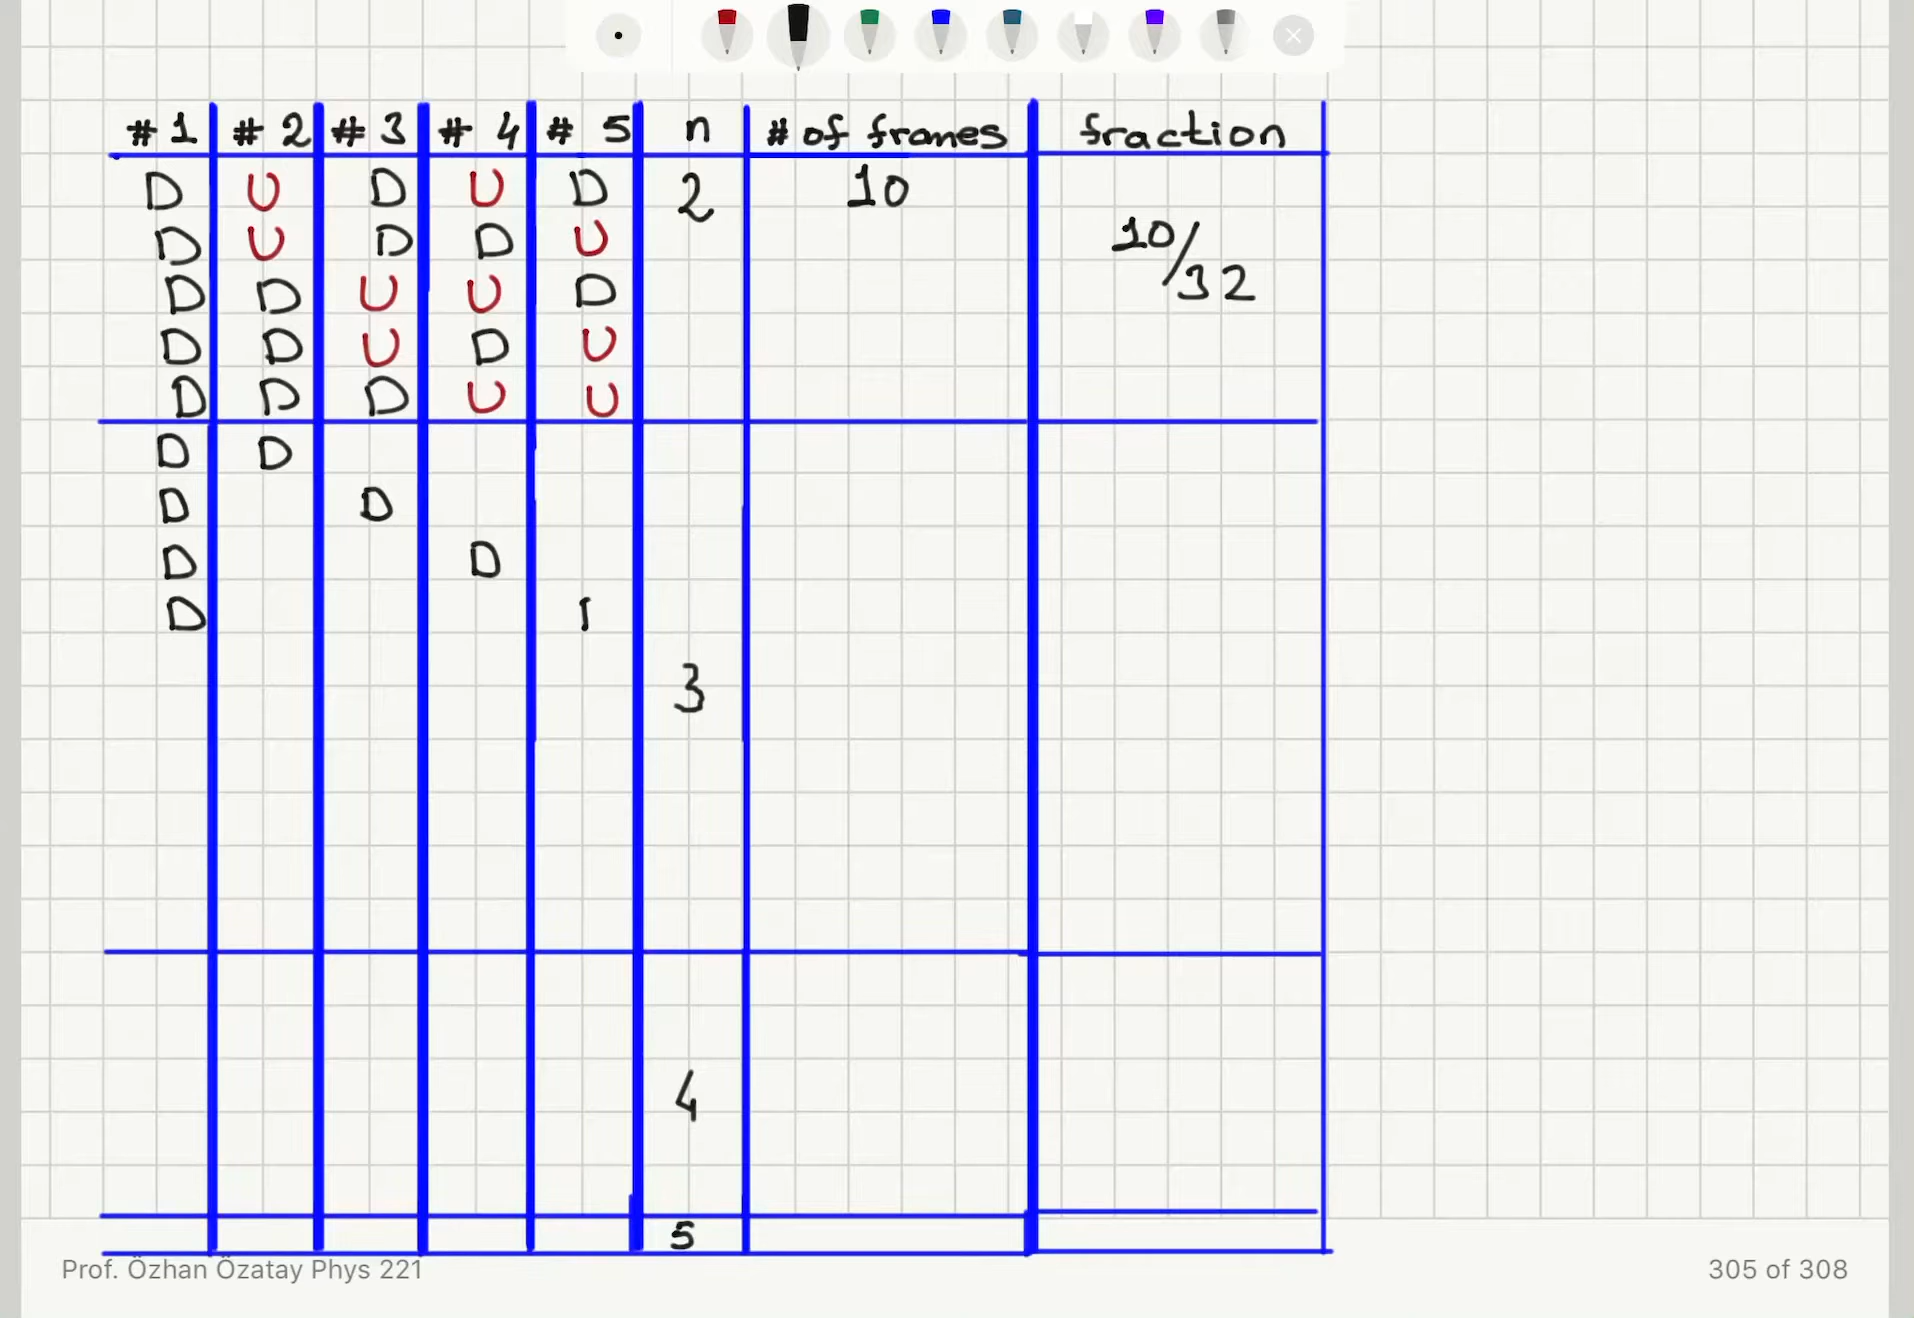 # 1 # 2 # 3 # 4 # 5 n # of frames fraction
D U D U D 2 10
D U D D U 10/32
D D U U D
D D U D U
D D D U U
D D
D D
D D
D
3
4
5
Prof. Özhan Özatay Phys 221 305 of 308